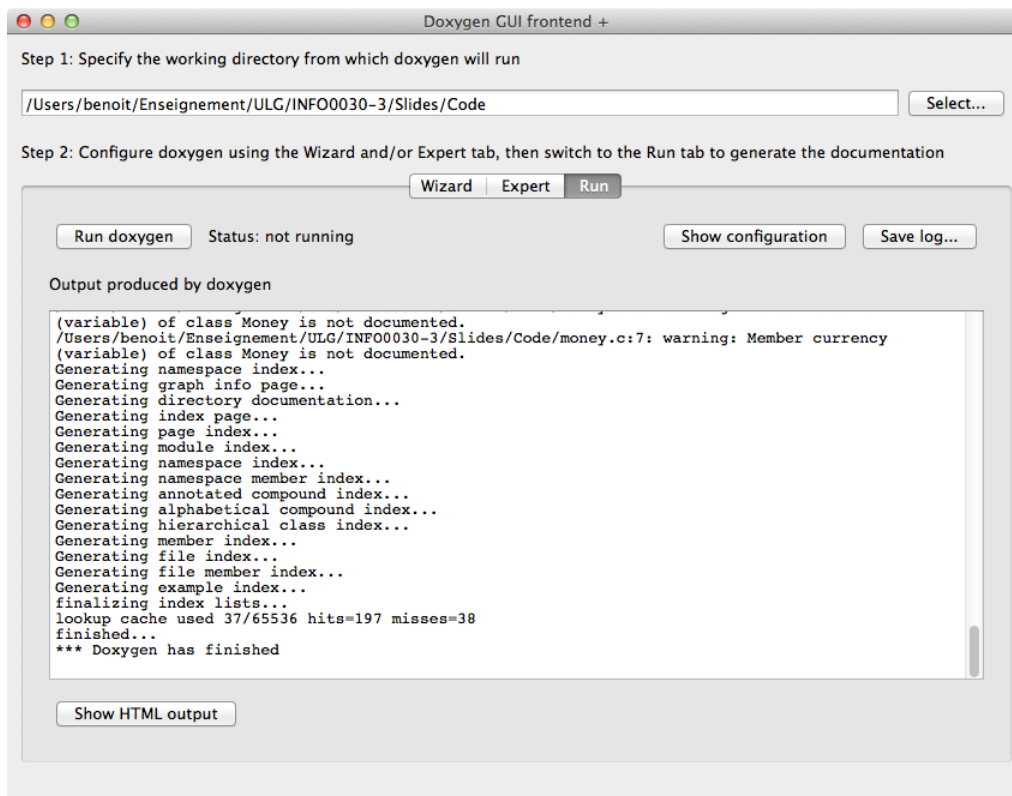 Doxygen GUI frontend +
Step 1: Specify the working directory from which doxygen will run
/Users/benoit/Enseignement/ULG/INFO0030-3/Slides/Code
Select...
Step 2: Configure doxygen using the Wizard and/or Expert tab, then switch to the Run tab to generate the documentation
Wizard Expert Run
Run doxygen Status: not running Show configuration Save log...
Output produced by doxygen
(variable) of class Money is not documented.
/Users/benoit/Enseignement/ULG/INFO0030-3/Slides/Code/money.c:7: warning: Member currency
(variable) of class Money is not documented.
Generating namespace index...
Generating graph info page...
Generating directory documentation...
Generating index page...
Generating page index...
Generating module index...
Generating namespace index...
Generating namespace member index...
Generating annotated compound index...
Generating alphabetical compound index...
Generating hierarchical class index...
Generating member index...
Generating file index...
Generating file member index...
Generating example index...
finalizing index lists...
lookup cache used 37/65536 hits=197 misses=38
finished...
*** Doxygen has finished
Show HTML output